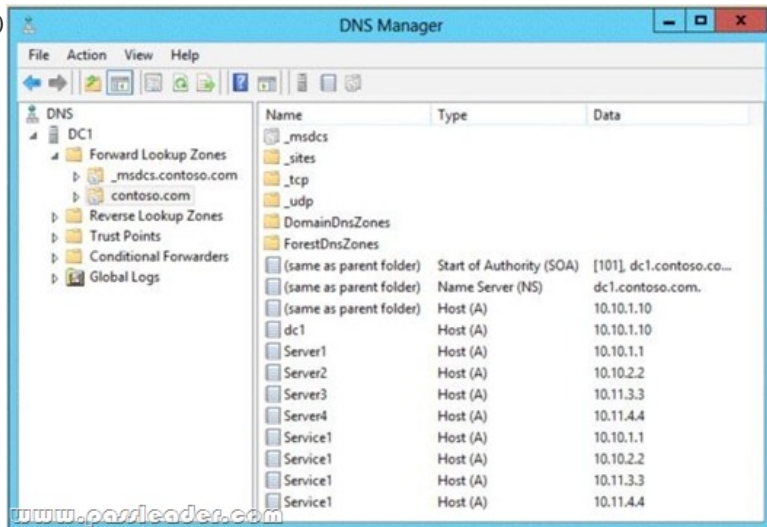 )
DNS Manager
File Action View Help
DNS
DC1
Forward Lookup Zones
_msdcs.contoso.com
contoso.com
Reverse Lookup Zones
Trust Points
Conditional Forwarders
Global Logs
Name Type Data
_msdcs
_sites
_tcp
_udp
DomainDnsZones
ForestDnsZones
(same as parent folder) Start of Authority (SOA) [101], dc1.contoso.co...
(same as parent folder) Name Server (NS) dc1.contoso.com.
(same as parent folder) Host (A) 10.10.1.10
dc1 Host (A) 10.10.1.10
Server1 Host (A) 10.10.1.1
Server2 Host (A) 10.10.2.2
Server3 Host (A) 10.11.3.3
Server4 Host (A) 10.11.4.4
Service1 Host (A) 10.10.1.1
Service1 Host (A) 10.10.2.2
Service1 Host (A) 10.11.3.3
Service1 Host (A) 10.11.4.4
www.passleader.com